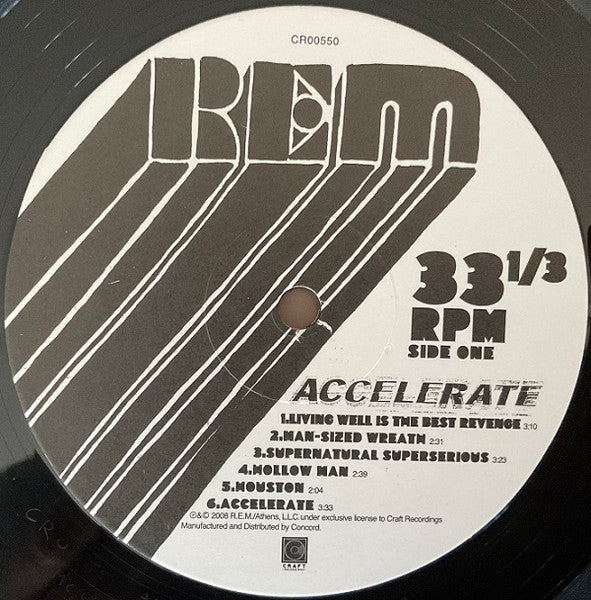 CR00550
REM
33 1/3
RPM
SIDE ONE
ACCELERATE
1.LIVING WELL IS THE BEST REVENGE 3:10
2.MAN-SIZED WREATH 2:31
3.SUPERNATURAL SUPERSERIOUS 3:23
4.HOLLOW MAN 2:39
5.HOUSTON 2:04
6.ACCELERATE 3:33
℗&© 2008 R.E.M./Athens, L.L.C. under exclusive license to Craft Recordings
Manufactured and Distributed by Concord.
CRAFT